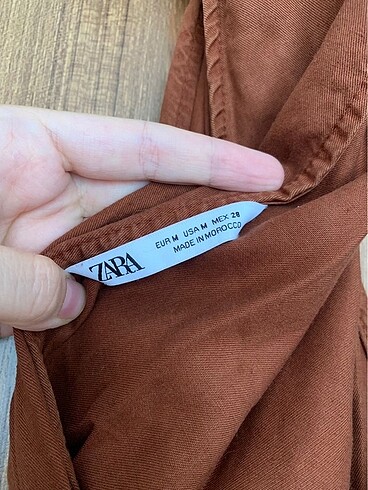 ZARA
EUR M USA M MEX 28
MADE IN MOROCCO